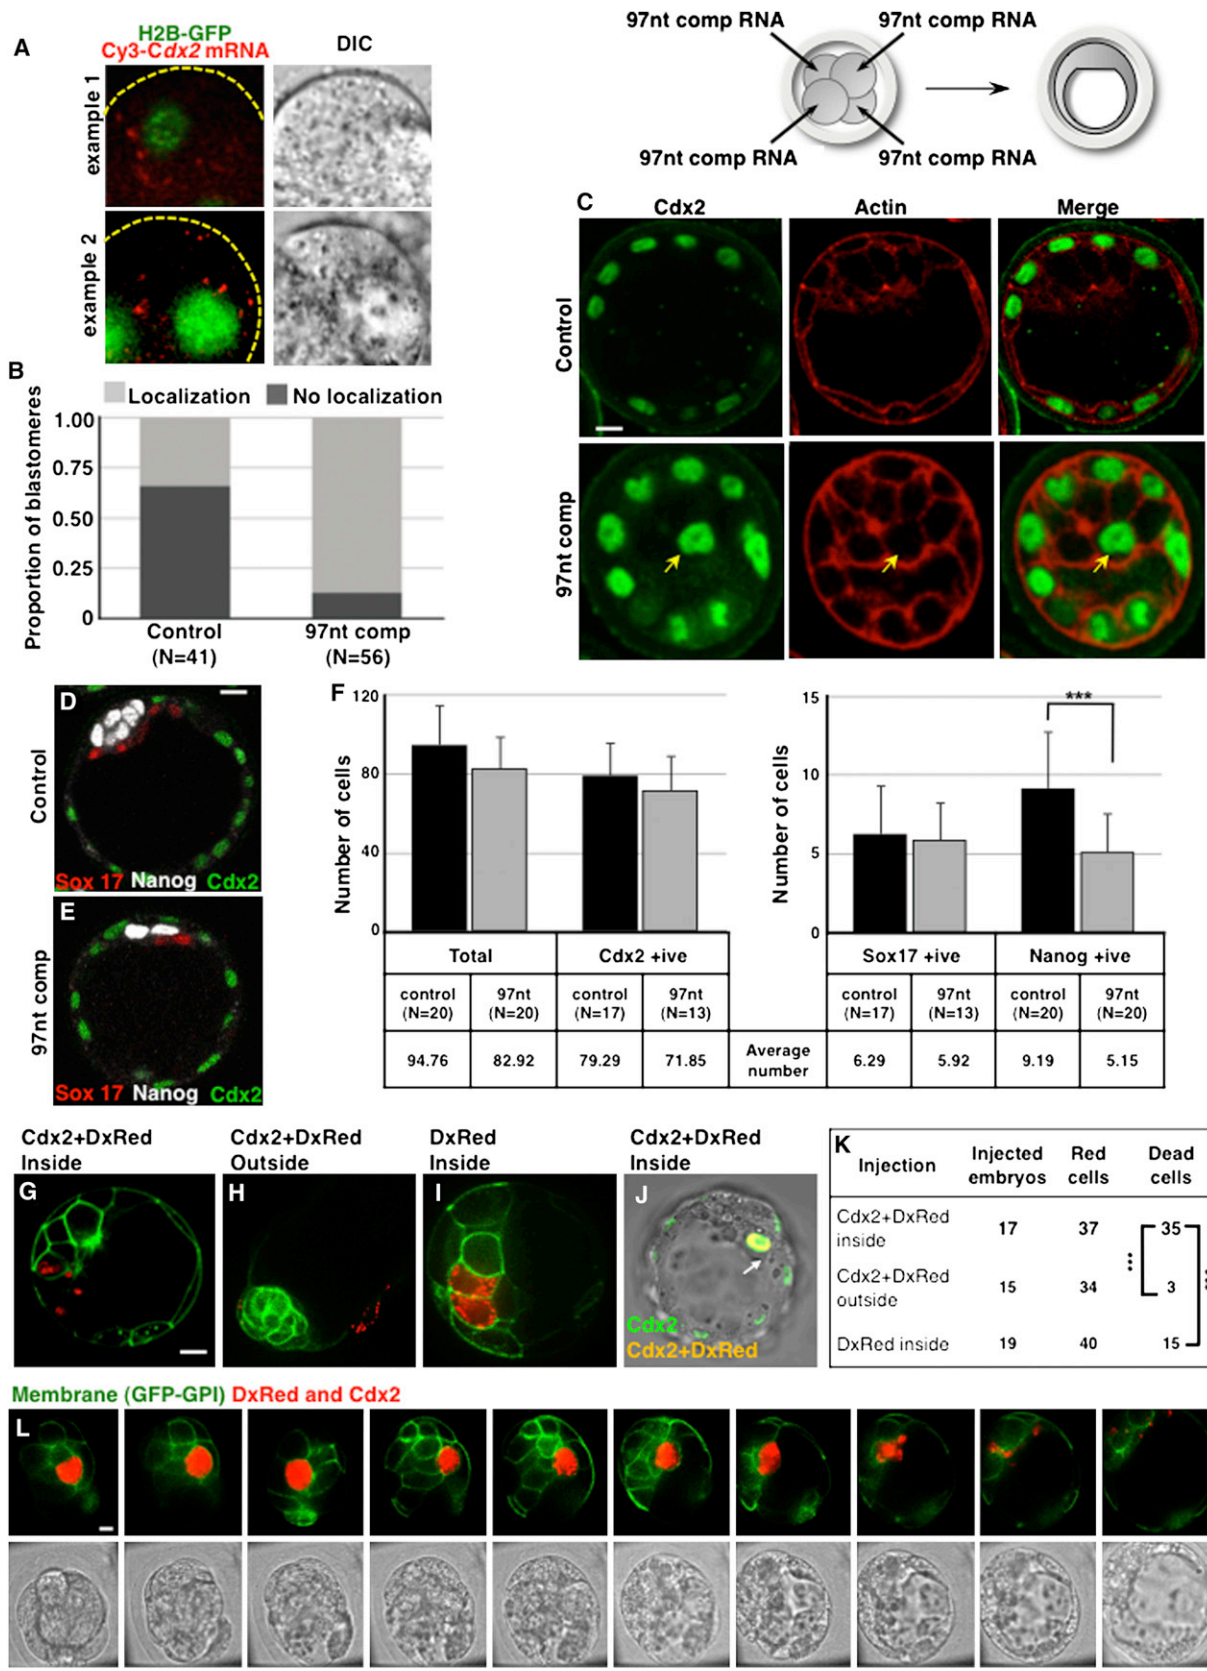 A
H2B-GFP
Cy3-Cdx2 mRNA
DIC
example 1
example 2
97nt comp RNA
97nt comp RNA
97nt comp RNA
97nt comp RNA
B
Localization
No localization
Proportion of blastomeres
1.00
0.75
0.50
0.25
0
Control
(N=41)
97nt comp
(N=56)
C
Cdx2
Actin
Merge
Control
97nt comp
D
Control
Sox 17 Nanog Cdx2
E
97nt comp
Sox 17 Nanog Cdx2
F
Number of cells
120
80
40
0
Number of cells
15
10
5
0
***
Total
Cdx2 +ive
Sox17 +ive
Nanog +ive
control
(N=20)
97nt
(N=20)
control
(N=17)
97nt
(N=13)
control
(N=17)
97nt
(N=13)
control
(N=20)
97nt
(N=20)
94.76
82.92
79.29
71.85
Average
number
6.29
5.92
9.19
5.15
Cdx2+DxRed
Inside
G
Cdx2+DxRed
Outside
H
DxRed
Inside
I
Cdx2+DxRed
Inside
J
Cdx2
Cdx2+DxRed
K
Injection
Injected
embryos
Red
cells
Dead
cells
Cdx2+DxRed
inside
17
37
35
Cdx2+DxRed
outside
15
34
3
DxRed inside
19
40
15
***
Membrane (GFP-GPI) DxRed and Cdx2
L